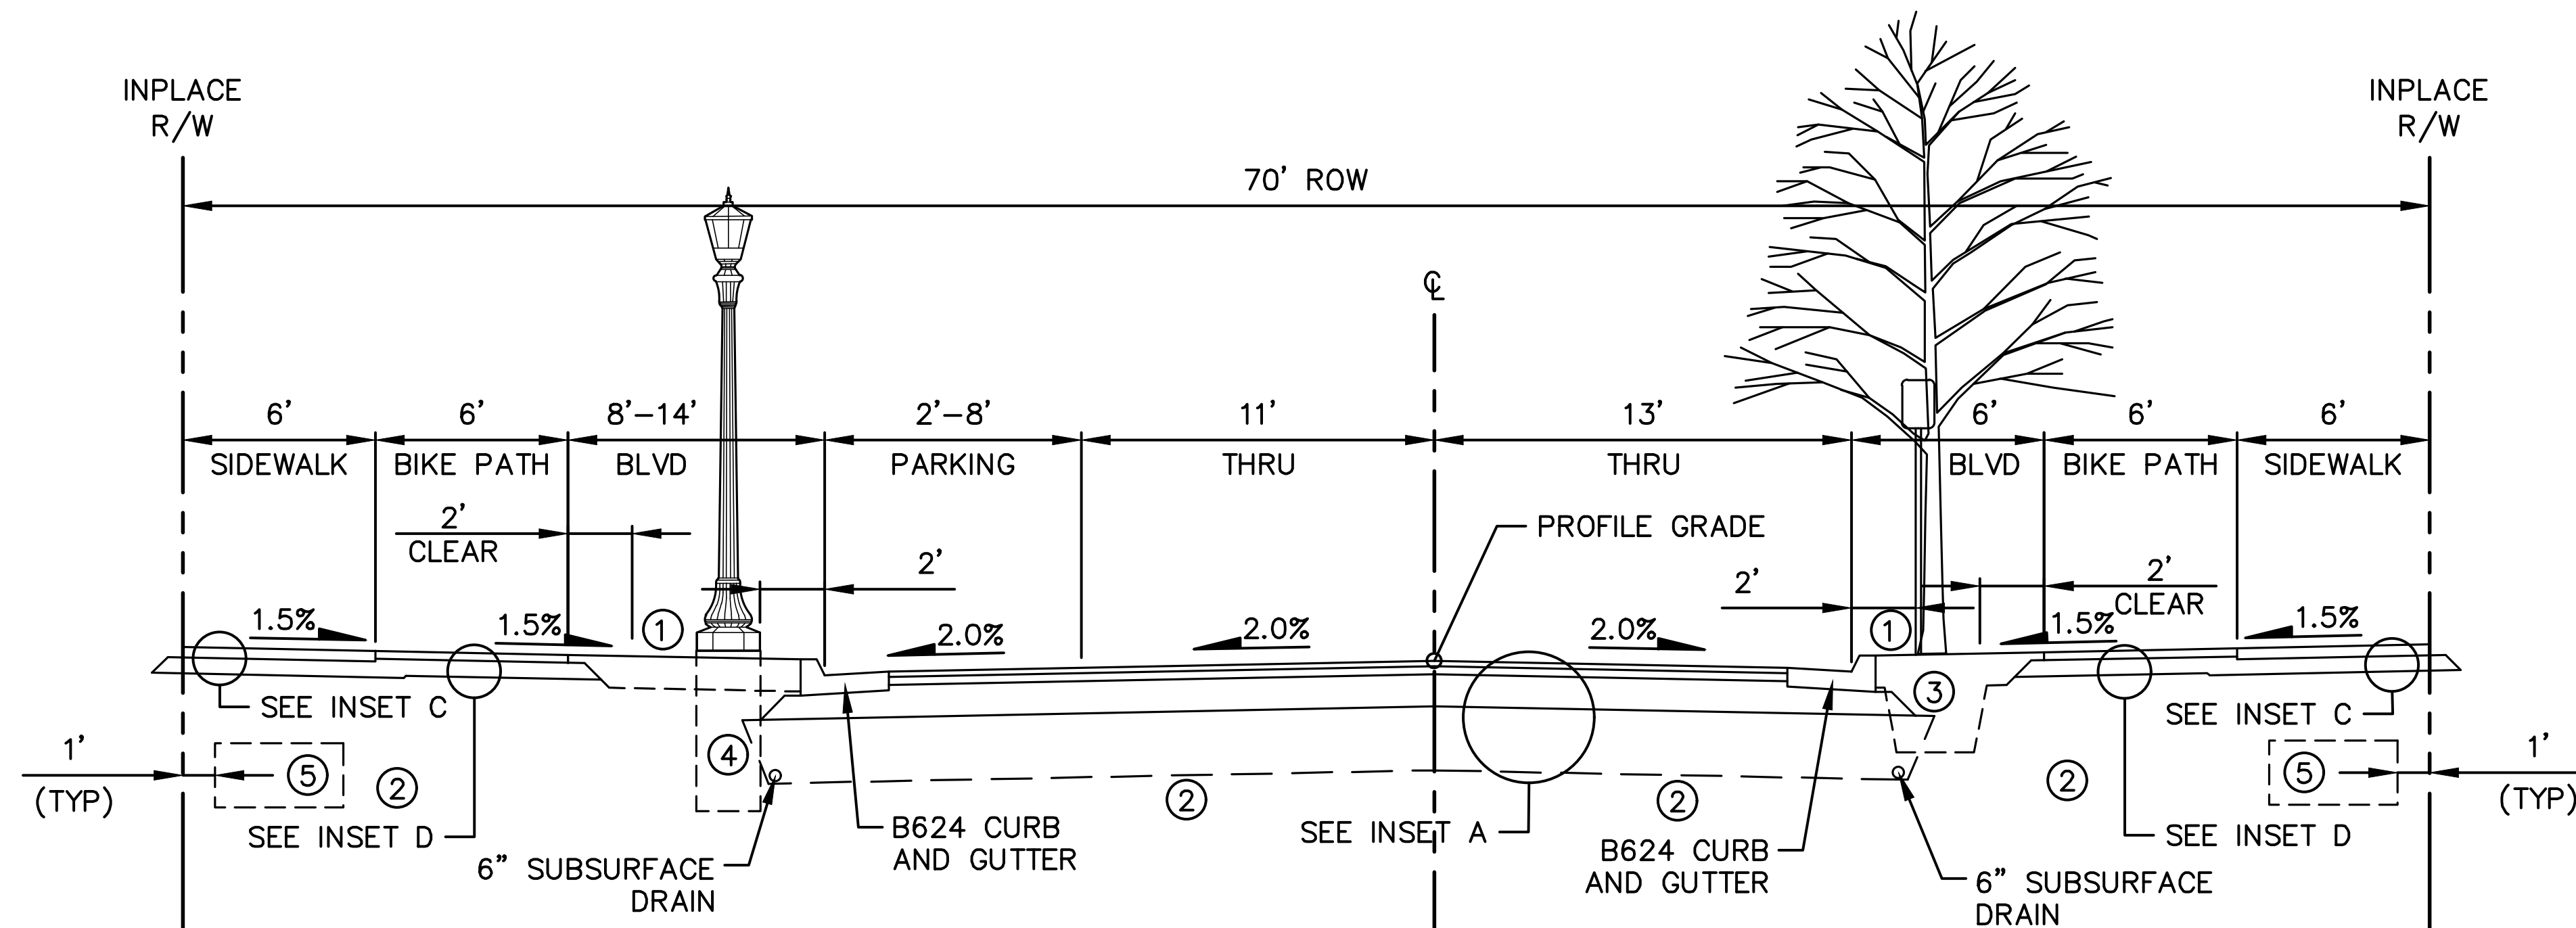 INPLACE
R/W
INPLACE
R/W
70' ROW
℄
6' 6' 8'-14' 2'-8' 11' 13' 6' 6' 6'
SIDEWALK BIKE PATH BLVD PARKING THRU THRU BLVD BIKE PATH SIDEWALK
2'
CLEAR
2'
PROFILE GRADE
2'
2'
CLEAR
1.5% 1.5% 1 2.0% 2.0% 2.0% 1 1.5% 1.5%
3
SEE INSET C
SEE INSET C
1'
(TYP)
5
2
4
2
2
2
5
1'
(TYP)
SEE INSET D
6" SUBSURFACE
DRAIN
B624 CURB
AND GUTTER
SEE INSET A
B624 CURB
AND GUTTER
SEE INSET D
6" SUBSURFACE
DRAIN